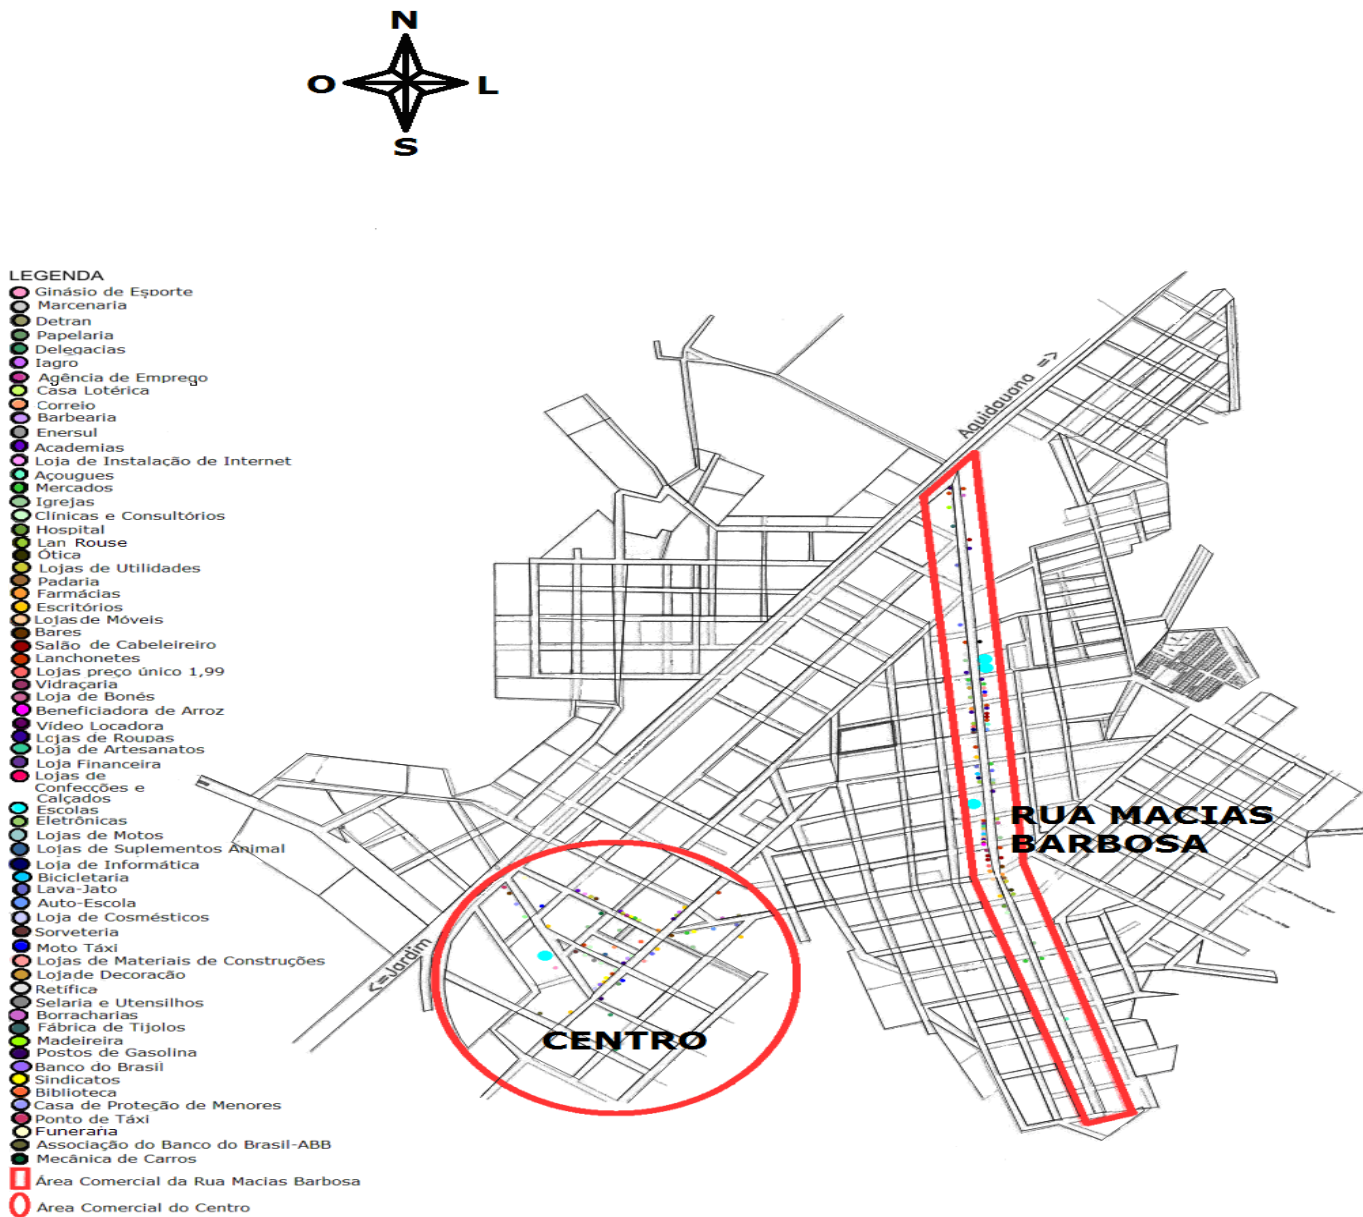 N
O
L
S
LEGENDA
Ginásio de Esporte
Marcenaria
Detran
Papelaria
Delegacias
Iagro
Agência de Emprego
Casa Lotérica
Correio
Barbearia
Enersul
Academias
Loja de Instalação de Internet
Açougues
Mercados
Igrejas
Clínicas e Consultórios
Hospital
Lan Rouse
Ótica
Lojas de Utilidades
Padaria
Farmácias
Escritórios
Lojas de Móveis
Bares
Salão de Cabeleireiro
Lanchonetes
Lojas preço único 1,99
Vidraçaria
Loja de Bonés
Beneficiadora de Arroz
Vídeo Locadora
Lojas de Roupas
Loja de Artesanatos
Loja Financeira
Lojas de
Confecções e
Calçados
Escolas
Eletrônicas
Lojas de Motos
Lojas de Suplementos Animal
Loja de Informática
Bicicletaria
Lava-Jato
Auto-Escola
Loja de Cosmésticos
Sorveteria
Moto Táxi
Lojas de Materiais de Construções
Loja de Decoracão
Retífica
Selaria e Utensilhos
Borracharias
Fábrica de Tijolos
Madeireira
Postos de Gasolina
Banco do Brasil
Sindicatos
Biblioteca
Casa de Proteção de Menores
Ponto de Táxi
Funeraria
Associação do Banco do Brasil-ABB
Mecânica de Carros
Área Comercial da Rua Macias Barbosa
Área Comercial do Centro
Aquidauana =>
RUA MACIAS
BARBOSA
<=Jardim
CENTRO